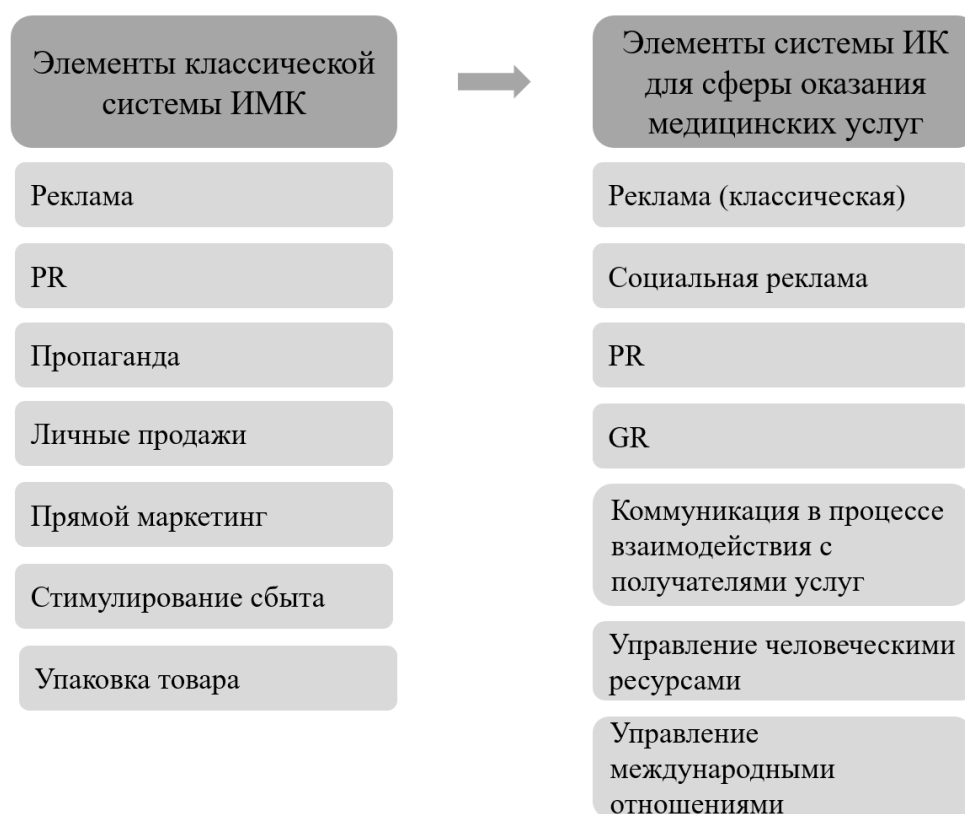 Элементы классической
системы ИМК
Реклама
PR
Пропаганда
Личные продажи
Прямой маркетинг
Стимулирование сбыта
Упаковка товара
Элементы системы ИК
для сферы оказания
медицинских услуг
Реклама (классическая)
Социальная реклама
PR
GR
Коммуникация в процессе
взаимодействия с
получателями услуг
Управление человеческими
ресурсами
Управление
международными
отношениями